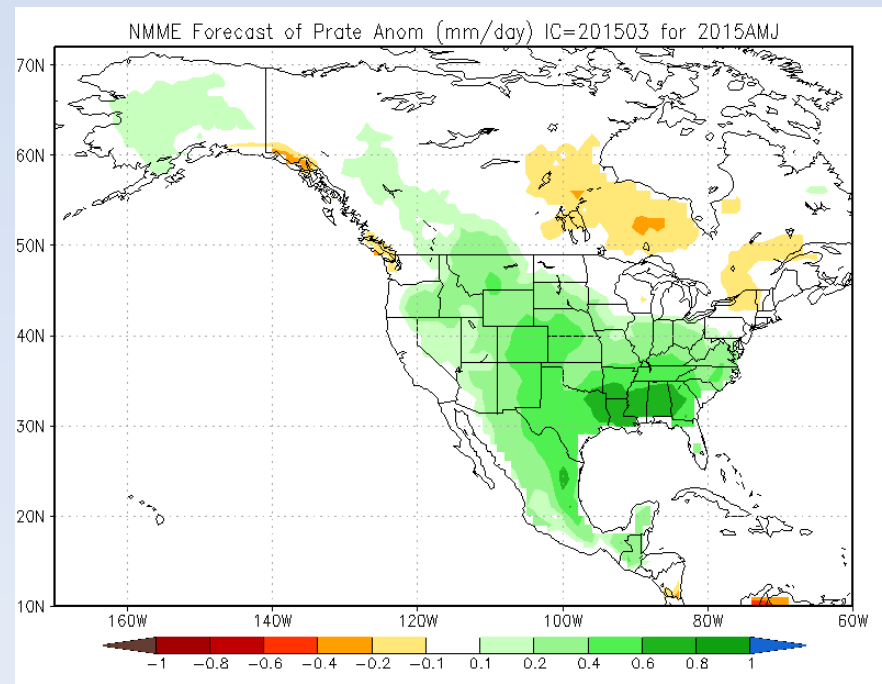 NMME Forecast of Prate Anom (mm/day) IC=201503 for 2015AMJ
70N
60N
50N
40N
30N
20N
10N
160W 140W 120W 100W 80W 60W
-1 -0.8 -0.6 -0.4 -0.2 -0.1 0.1 0.2 0.4 0.6 0.8 1